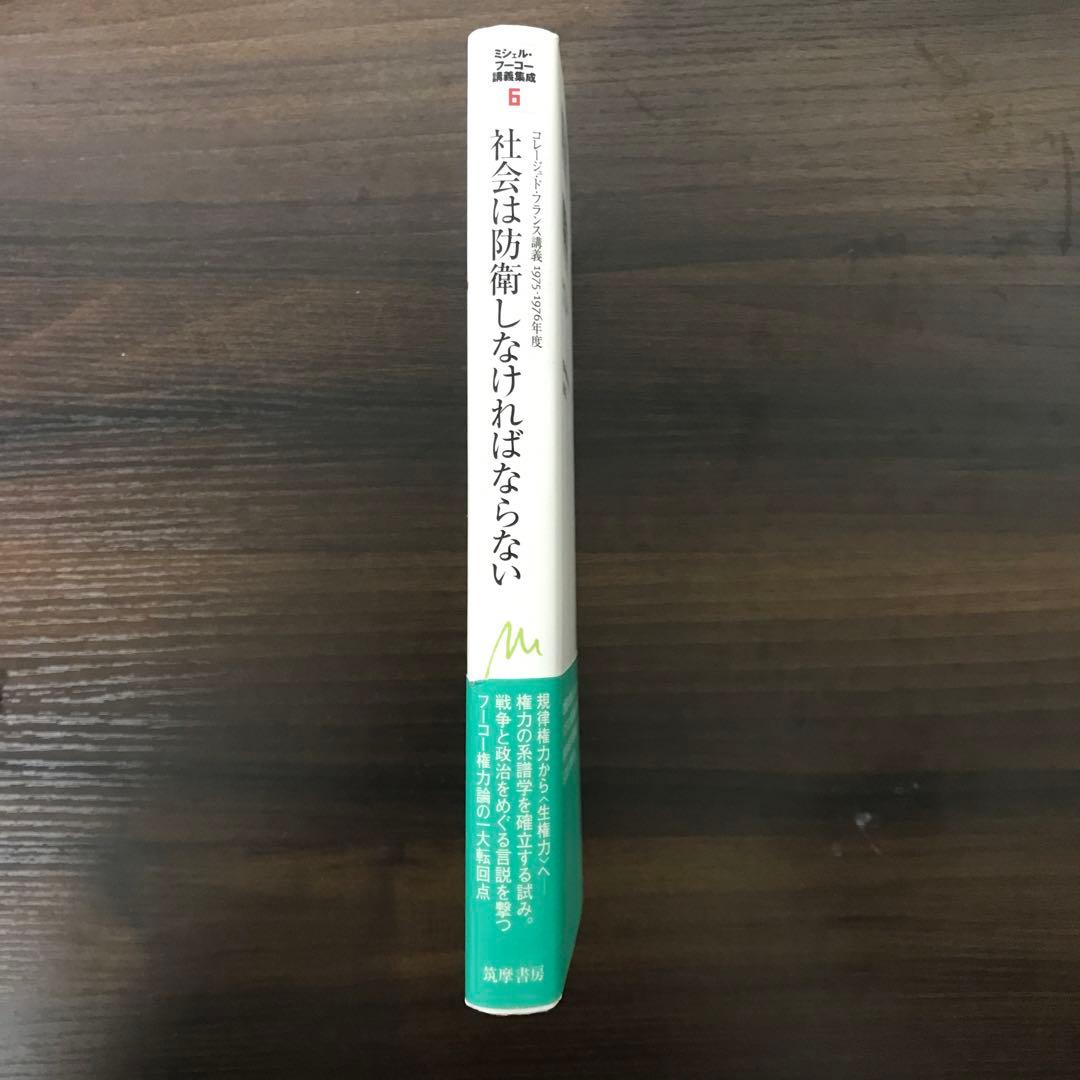 ミシェル・
フーコー
講義集成
6
コレージュ・ド・フランス講義 1975-1976年度
社会は防衛しなければならない
規律権力から〈生権力〉へ―
権力の系譜学を確立する試み。
戦争と政治をめぐる言説を撃つ
フーコー権力論の一大転回点
筑摩書房